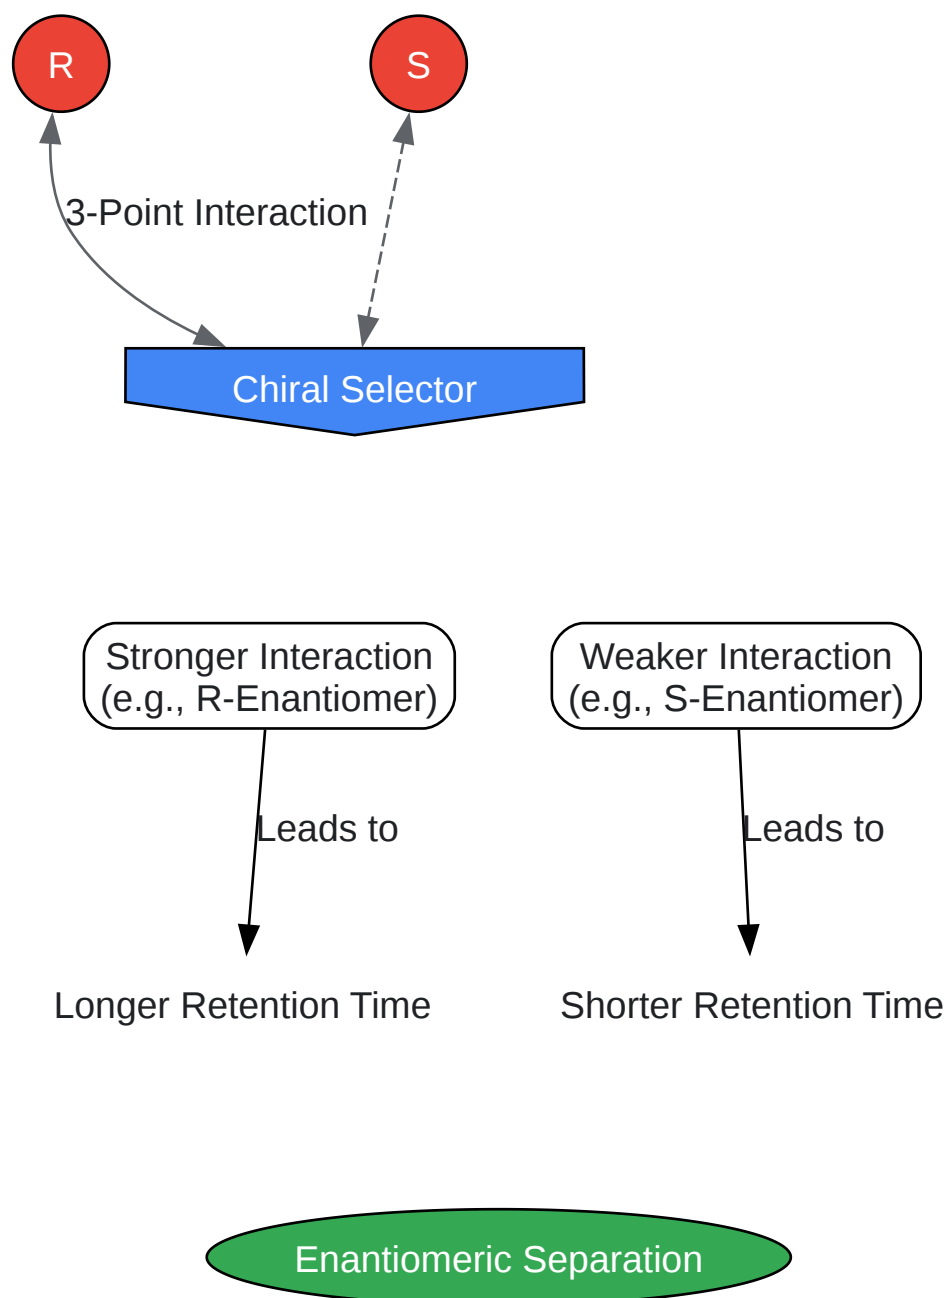 R
S
3-Point Interaction
Chiral Selector
Stronger Interaction
(e.g., R-Enantiomer)
Weaker Interaction
(e.g., S-Enantiomer)
Leads to
Leads to
Longer Retention Time
Shorter Retention Time
Enantiomeric Separation